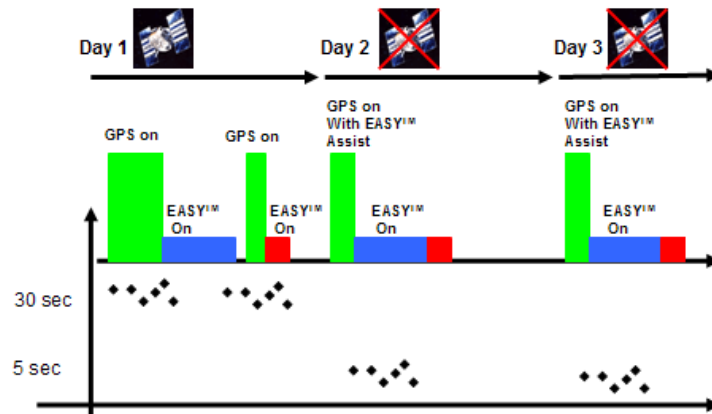 Day 1
Day 2
Day 3
GPS on
GPS on
GPS on
With EASY™
Assist
GPS on
With EASY™
Assist
EASY™
On
EASY™
On
EASY™
On
EASY™
On
30 sec
5 sec